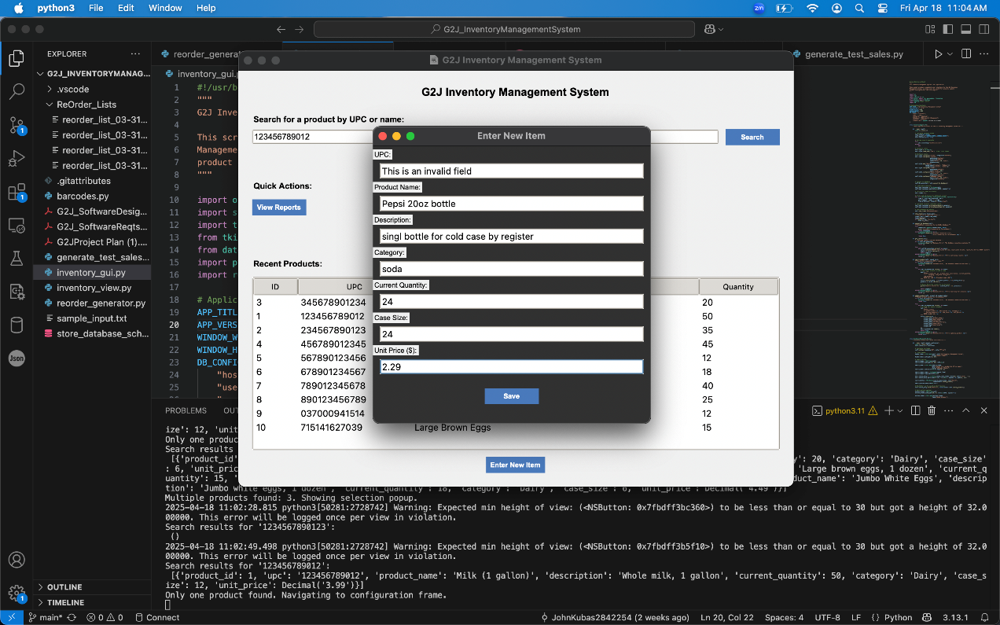 python3 File Edit Window Help
zm Fri Apr 18 11:04 AM
G2J_InventoryManagementSystem
EXPLORER
G2J_INVENTORYMANAG...
.vscode
ReOrder_Lists
reorder_list_03-31...
reorder_list_03-31...
reorder_list_03-31...
reorder_list_03-31...
.gitattributes
barcodes.py
G2J_SoftwareDesig...
G2J_SoftwareReqts...
G2JProject Plan (1)....
generate_test_sales...
inventory_gui.py
inventory_view.py
reorder_generator.py
sample_input.txt
store_database_sch...
Json
OUTLINE
TIMELINE
reorder_genera
generate_test_sales.py
inventory_gui.p
1 #!/usr/b
2 """
3 G2J Inve
4
5 This scr
6 Manageme
7 product
8 """
9
10 import o
11 import s
12 import t
13 from tki
14 from dat
15 import p
16 import r
17
18 # Applic
19 APP_TITL
20 APP_VERS
21 WINDOW_W
22 WINDOW_H
23 DB_CONFI
24 "hos
25 "use
G2J Inventory Management System
G2J Inventory Management System
Search for a product by UPC or name:
123456789012
Search
Quick Actions:
View Reports
Recent Products:
ID UPC Quantity
3 345678901234 20
1 123456789012 50
2 234567890123 35
4 456789012345 45
5 567890123456 12
6 678901234567 18
7 789012345678 40
8 890123456789 25
9 037000941514 12
10 715141627039 Large Brown Eggs 15
Enter New Item
Enter New Item
UPC:
This is an invalid field
Product Name:
Pepsi 20oz bottle
Description:
singl bottle for cold case by register
Category:
soda
Current Quantity:
24
Case Size:
24
Unit Price ($):
2.29
Save
PROBLEMS OU
python3.11
ize': 12, 'unit
Only one produc
Search results
[{'product_id' y': 20, 'category': 'Dairy', 'case_size'
: 6, 'unit_pric 'Large brown eggs, 1 dozen', 'current_q
uantity': 15, ' duct_name': 'Jumbo White Eggs', 'descrip
tion': 'Jumbo white eggs, 1 dozen', 'current_quantity': 18, 'category': 'Dairy', 'case_size': 6, 'unit_price': Decimal('4.49')}]
Multiple products found: 3. Showing selection popup.
2025-04-18 11:02:28.815 python3[50281:2728742] Warning: Expected min height of view: (<NSButton: 0x7fbdff3bc360>) to be less than or equal to 30 but got a height of 32.0
00000. This error will be logged once per view in violation.
Search results for '1234567890123':
()
2025-04-18 11:02:49.498 python3[50281:2728742] Warning: Expected min height of view: (<NSButton: 0x7fbdff3b5f10>) to be less than or equal to 30 but got a height of 32.0
00000. This error will be logged once per view in violation.
Search results for '123456789012':
[{'product_id': 1, 'upc': '123456789012', 'product_name': 'Milk (1 gallon)', 'description': 'Whole milk, 1 gallon', 'current_quantity': 50, 'category': 'Dairy', 'case_s
ize': 12, 'unit_price': Decimal('3.99')}]
Only one product found. Navigating to configuration frame.
main* 0 0 Connect
JohnKubas2842254 (2 weeks ago) Ln 20, Col 22 Spaces: 4 UTF-8 LF {} Python 3.13.1